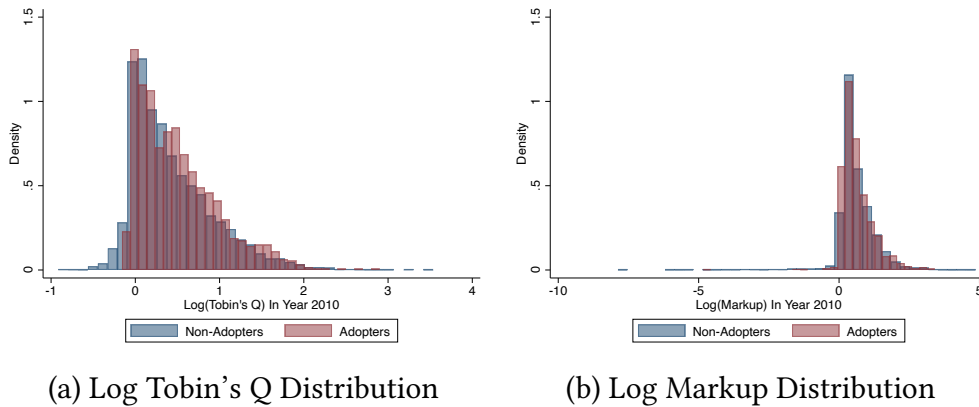 1.5
1
.5
0
Density
-1 0 1 2 3 4
Log(Tobin's Q) In Year 2010
Non-Adopters Adopters
(a) Log Tobin’s Q Distribution
1.5
1
.5
0
Density
-10 -5 0 5
Log(Markup) In Year 2010
Non-Adopters Adopters
(b) Log Markup Distribution